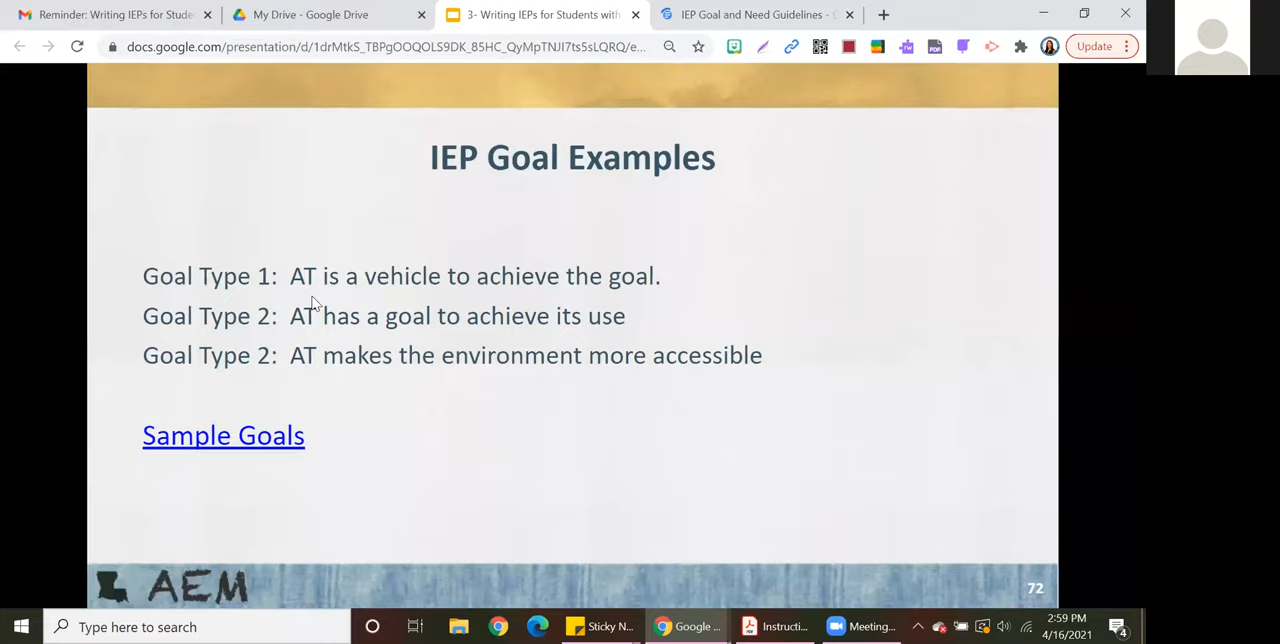 Reminder: Writing IEPs for Stude
My Drive - Google Drive
3- Writing IEPs for Students with
IEP Goal and Need Guidelines -
docs.google.com/presentation/d/1drMtkS_TBPgOOQOLS9DK_85HC_QyMpTNJI7ts5sLQRQ/e...
Update
IEP Goal Examples
Goal Type 1: AT is a vehicle to achieve the goal.
Goal Type 2: AT has a goal to achieve its use
Goal Type 2: AT makes the environment more accessible
Sample Goals
AEM
72
Type here to search
Sticky N...
Google ...
Instructi...
Meeting...
2:59 PM
4/16/2021
4